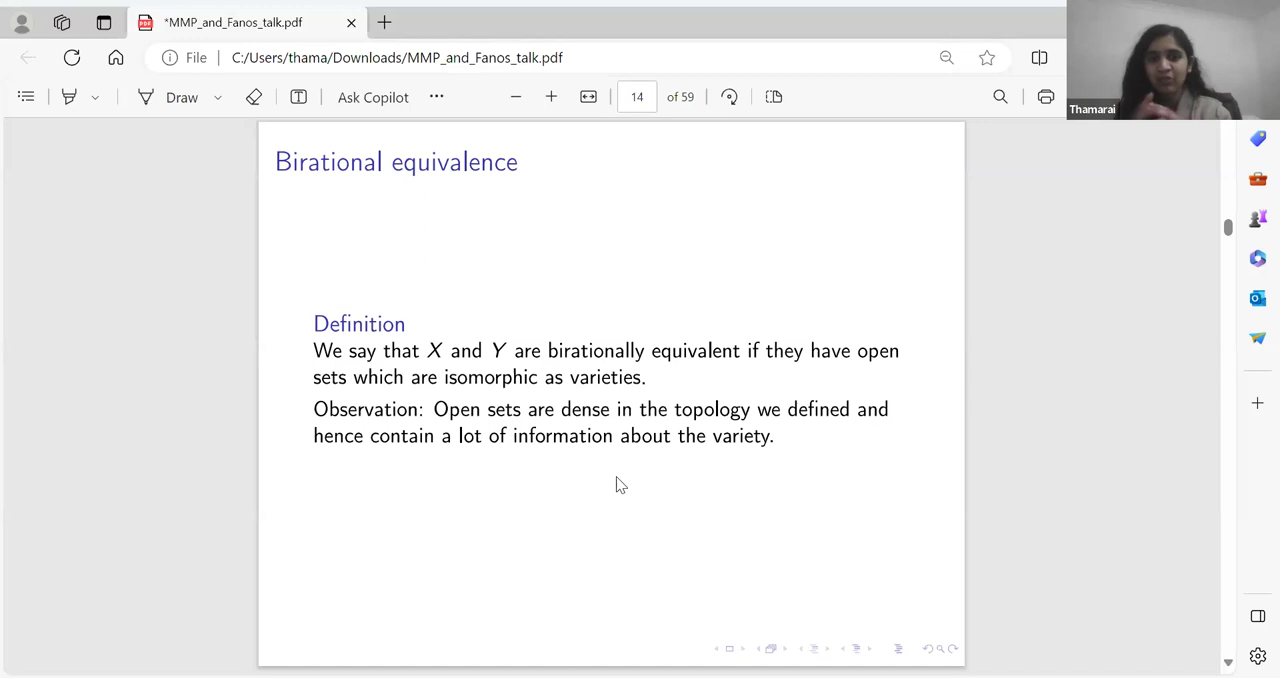 *MMP_and_Fanos_talk.pdf
File
C:/Users/thama/Downloads/MMP_and_Fanos_talk.pdf
Draw
Ask Copilot
14 of 59
Thamarai
Birational equivalence
Definition
We say that X and Y are birationally equivalent if they have open
sets which are isomorphic as varieties.
Observation: Open sets are dense in the topology we defined and
hence contain a lot of information about the variety.